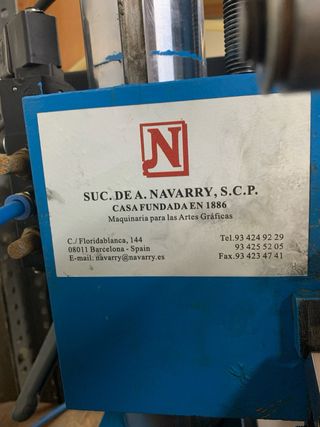 N
SUC. DE A. NAVARRY, S.C.P.
CASA FUNDADA EN 1886
Maquinaria para las Artes Gráficas
C./ Floridablanca, 144
08011 Barcelona - Spain
E-mail: navarry@navarry.es
Tel. 93 424 92 29
93 425 52 05
Fax. 93 423 47 41